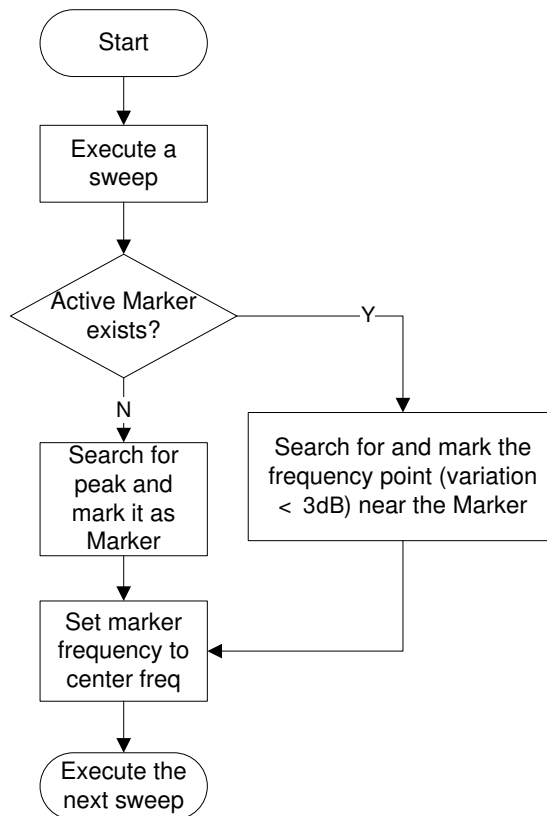 Start
Execute a
sweep
Active Marker
exists?
Y
N
Search for
peak and
mark it as
Marker
Search for and mark the
frequency point (variation
< 3dB) near the Marker
Set marker
frequency to
center freq
Execute the
next sweep